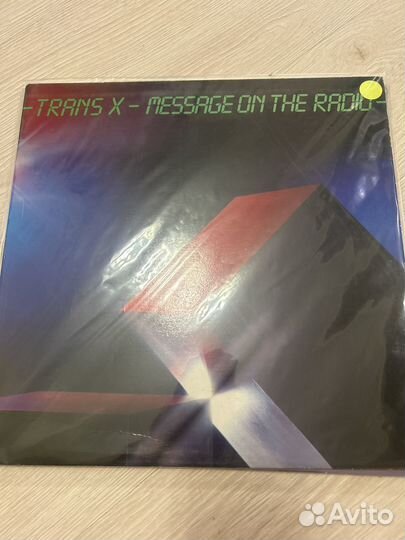 -TRANS X - MESSAGE ON THE RADIO-
Avito